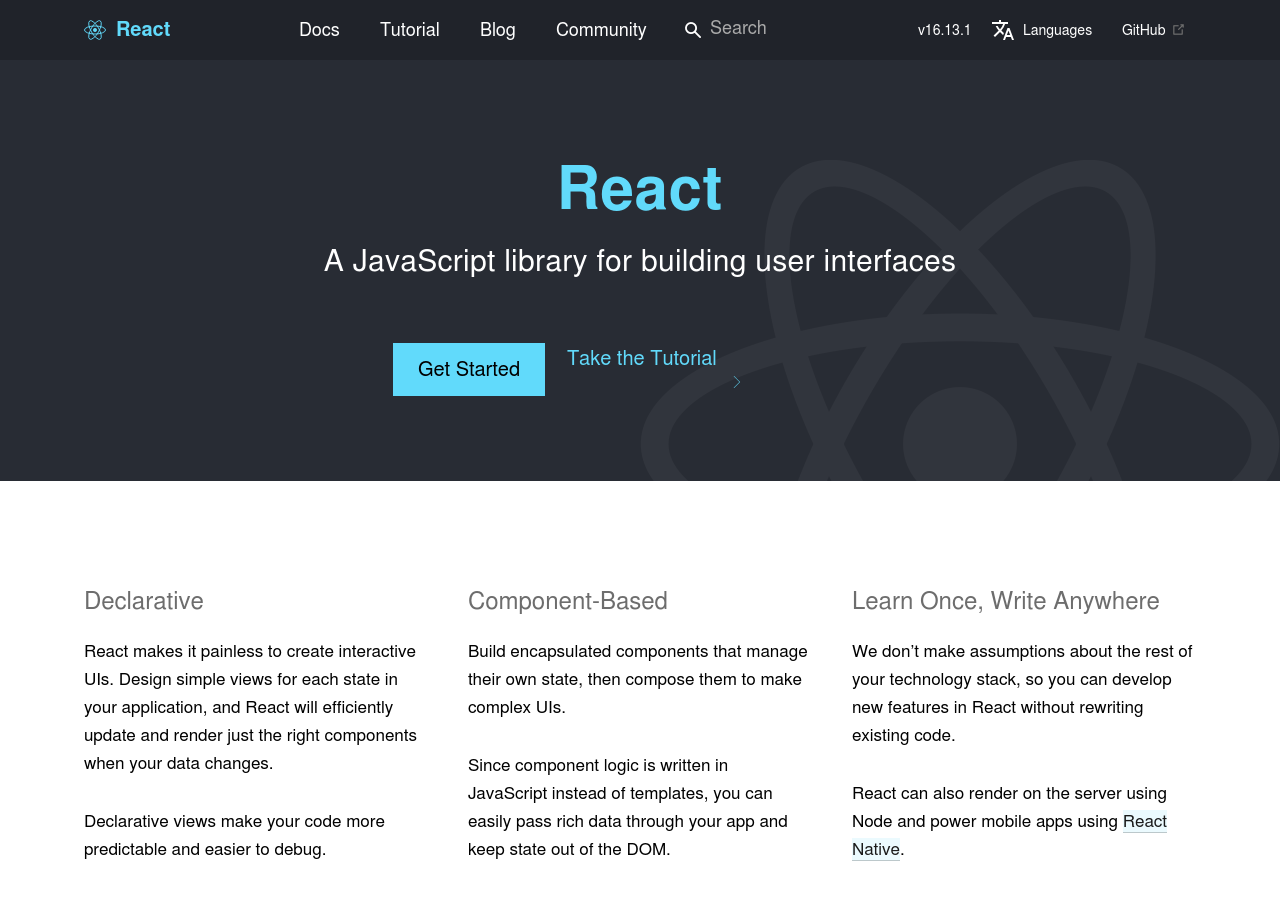 React
Docs
Tutorial
Blog
Community
Search
v16.13.1
Languages
GitHub
React
A JavaScript library for building user interfaces
Get Started
Take the Tutorial
Declarative
React makes it painless to create interactive
UIs. Design simple views for each state in
your application, and React will efficiently
update and render just the right components
when your data changes.
Declarative views make your code more
predictable and easier to debug.
Component-Based
Build encapsulated components that manage
their own state, then compose them to make
complex UIs.
Since component logic is written in
JavaScript instead of templates, you can
easily pass rich data through your app and
keep state out of the DOM.
Learn Once, Write Anywhere
We don’t make assumptions about the rest of
your technology stack, so you can develop
new features in React without rewriting
existing code.
React can also render on the server using
Node and power mobile apps using React
Native.